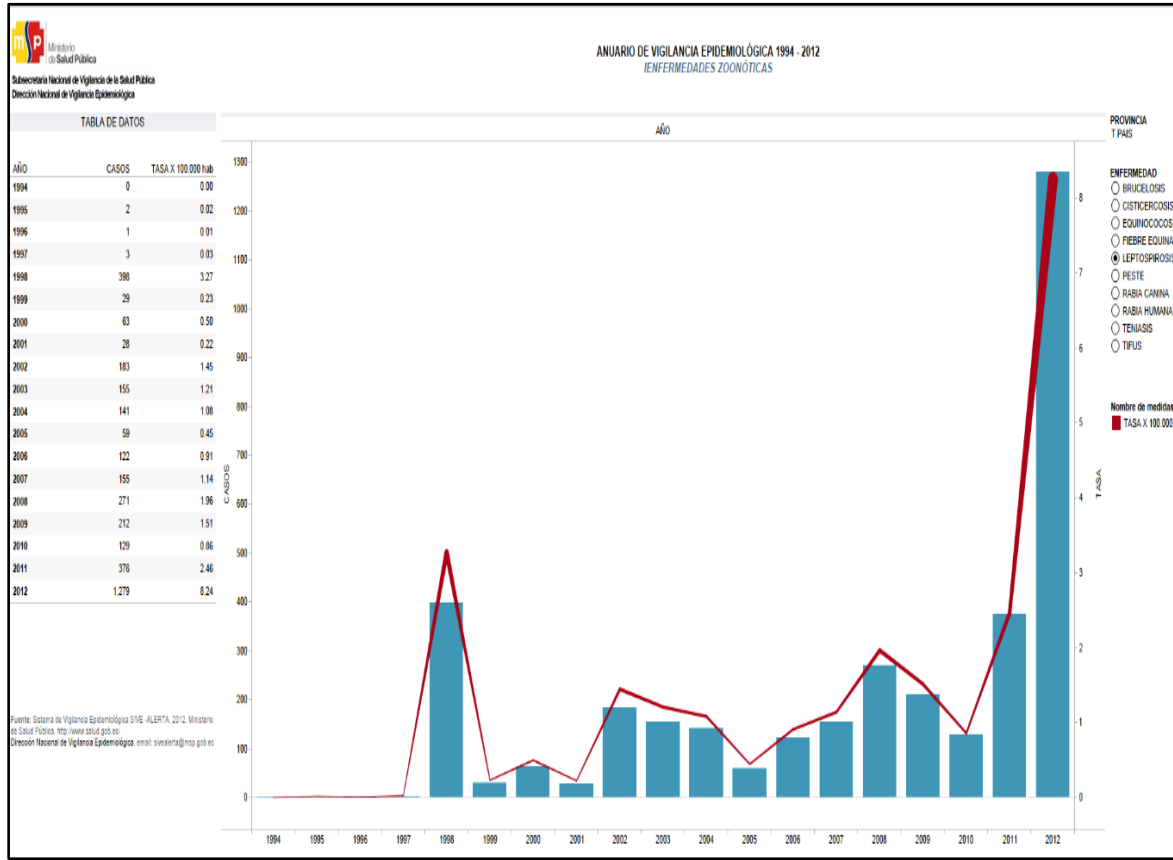 msp
Ministerio
de Salud Pública
Subsecretaría Nacional de Vigilancia de la Salud Pública
Dirección Nacional de Vigilancia Epidemiológica
ANUARIO DE VIGILANCIA EPIDEMIOLÓGICA 1994 - 2012
IENFERMEDADES ZOONÓTICAS
TABLA DE DATOS
AÑO CASOS TASA X 100.000 hab
1994 0 0.00
1995 2 0.02
1996 1 0.01
1997 3 0.03
1998 398 3.27
1999 29 0.23
2000 63 0.50
2001 28 0.22
2002 183 1.45
2003 155 1.21
2004 141 1.08
2005 59 0.45
2006 122 0.91
2007 155 1.14
2008 271 1.96
2009 212 1.51
2010 129 0.86
2011 376 2.46
2012 1.279 8.24
Fuente: Sistema de Vigilancia Epidemiológica SIVE -ALERTA, 2012. Ministerio
de Salud Pública. http://www.salud.gob.ec/
Dirección Nacional de Vigilancia Epidemiológica. email: sivealerta@msp.gob.ec
AÑO
1300
1200
1100
1000
900
800
700
600
500
400
300
200
100
0
CASOS
8
7
6
5
4
3
2
1
0
TASA
1994 1995 1996 1997 1998 1999 2000 2001 2002 2003 2004 2005 2006 2007 2008 2009 2010 2011 2012
PROVINCIA
T.PAIS
ENFERMEDAD
BRUCELOSIS
CISTICERCOSIS
EQUINOCOCOS
FIEBRE EQUINA
LEPTOSPIROSIS
PESTE
RABIA CANINA
RABIA HUMANA
TENIASIS
TIFUS
Nombre de medidas
TASA X 100.000